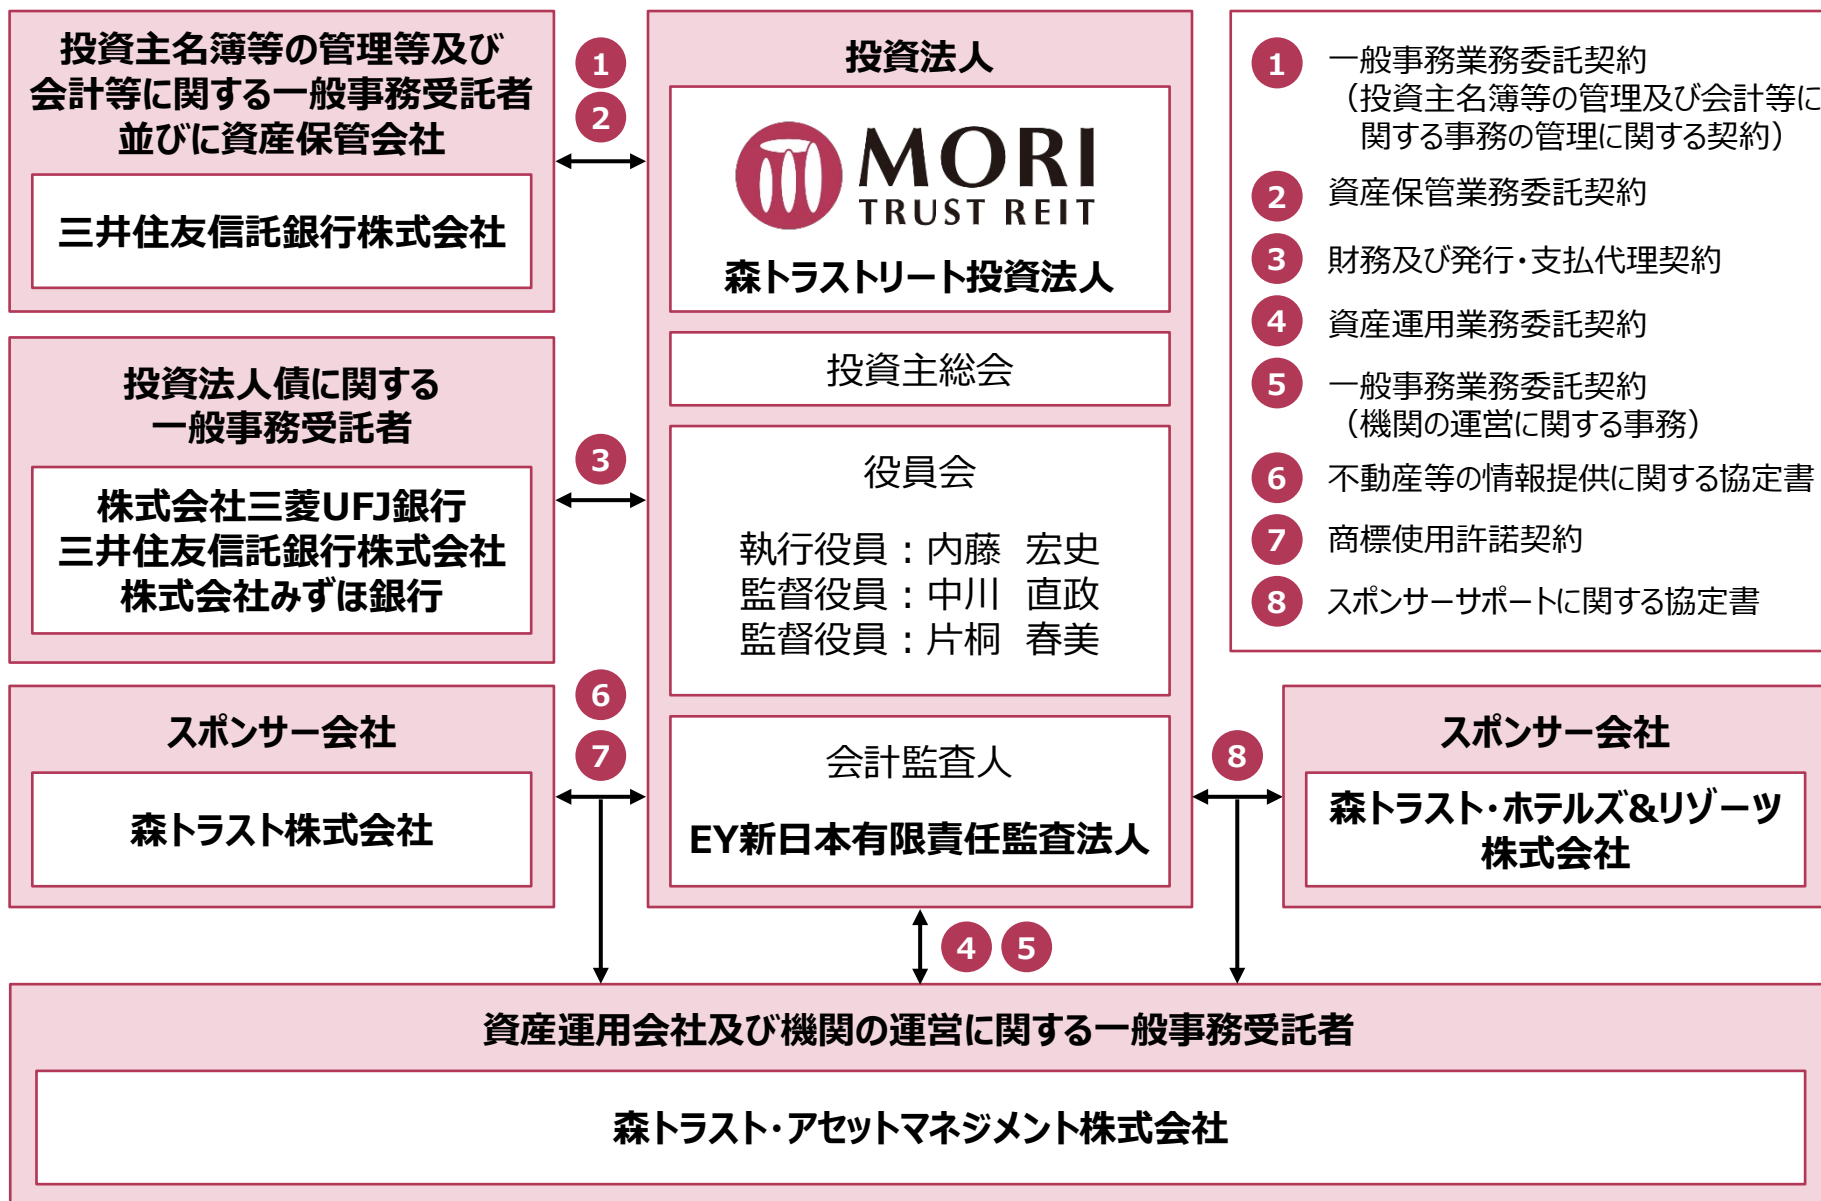 投資主名簿等の管理等及び
会計等に関する一般事務受託者
並びに資産保管会社
三井住友信託銀行株式会社
1
2
投資法人
MORI
TRUST REIT
森トラストリート投資法人
投資主総会
役員会
執行役員：内藤 宏史
監督役員：中川 直政
監督役員：片桐 春美
会計監査人
EY新日本有限責任監査法人
1 一般事務業務委託契約
（投資主名簿等の管理及び会計等に
関する事務の管理に関する契約）
2 資産保管業務委託契約
3 財務及び発行・支払代理契約
4 資産運用業務委託契約
5 一般事務業務委託契約
（機関の運営に関する事務）
6 不動産等の情報提供に関する協定書
7 商標使用許諾契約
8 スポンサーサポートに関する協定書
投資法人債に関する
一般事務受託者
株式会社三菱UFJ銀行
三井住友信託銀行株式会社
株式会社みずほ銀行
3
スポンサー会社
森トラスト株式会社
6
7
8
スポンサー会社
森トラスト・ホテルズ&リゾーツ
株式会社
4 5
資産運用会社及び機関の運営に関する一般事務受託者
森トラスト・アセットマネジメント株式会社